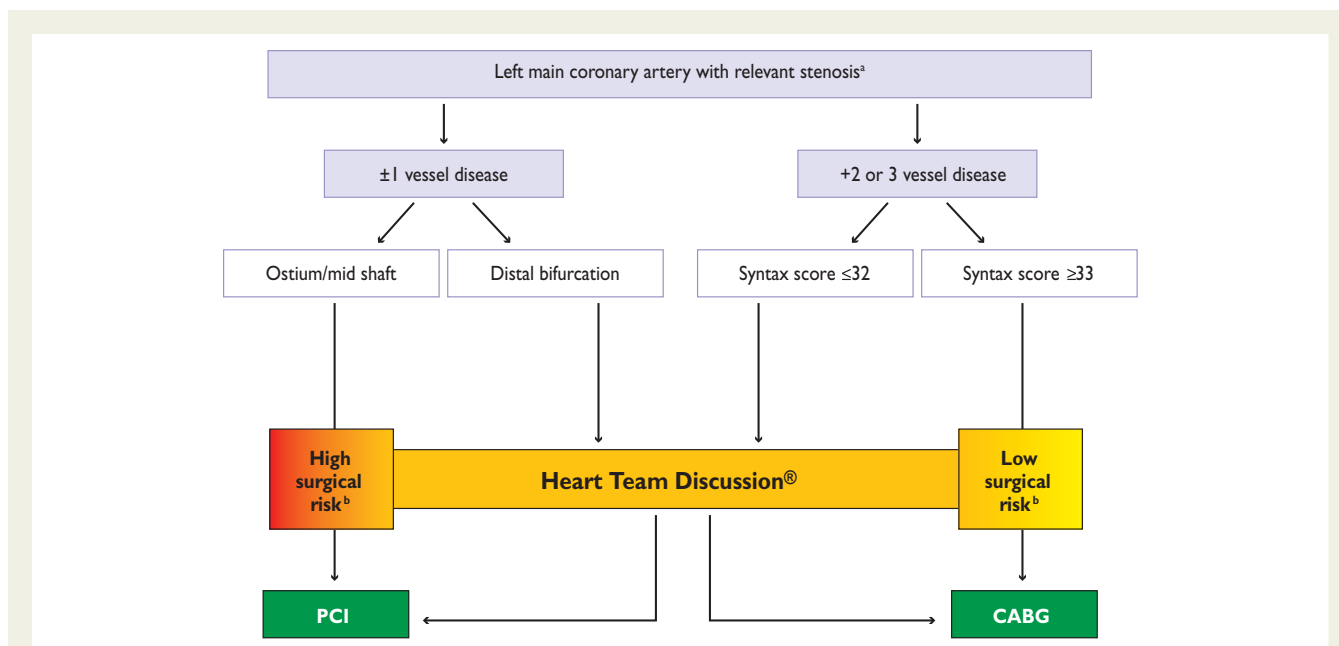 Left main coronary artery with relevant stenosisᵃ
±1 vessel disease
+2 or 3 vessel disease
Ostium/mid shaft
Distal bifurcation
Syntax score ≤32
Syntax score ≥33
High
surgical
riskᵇ
Heart Team Discussion®
Low
surgical
riskᵇ
PCI
CABG